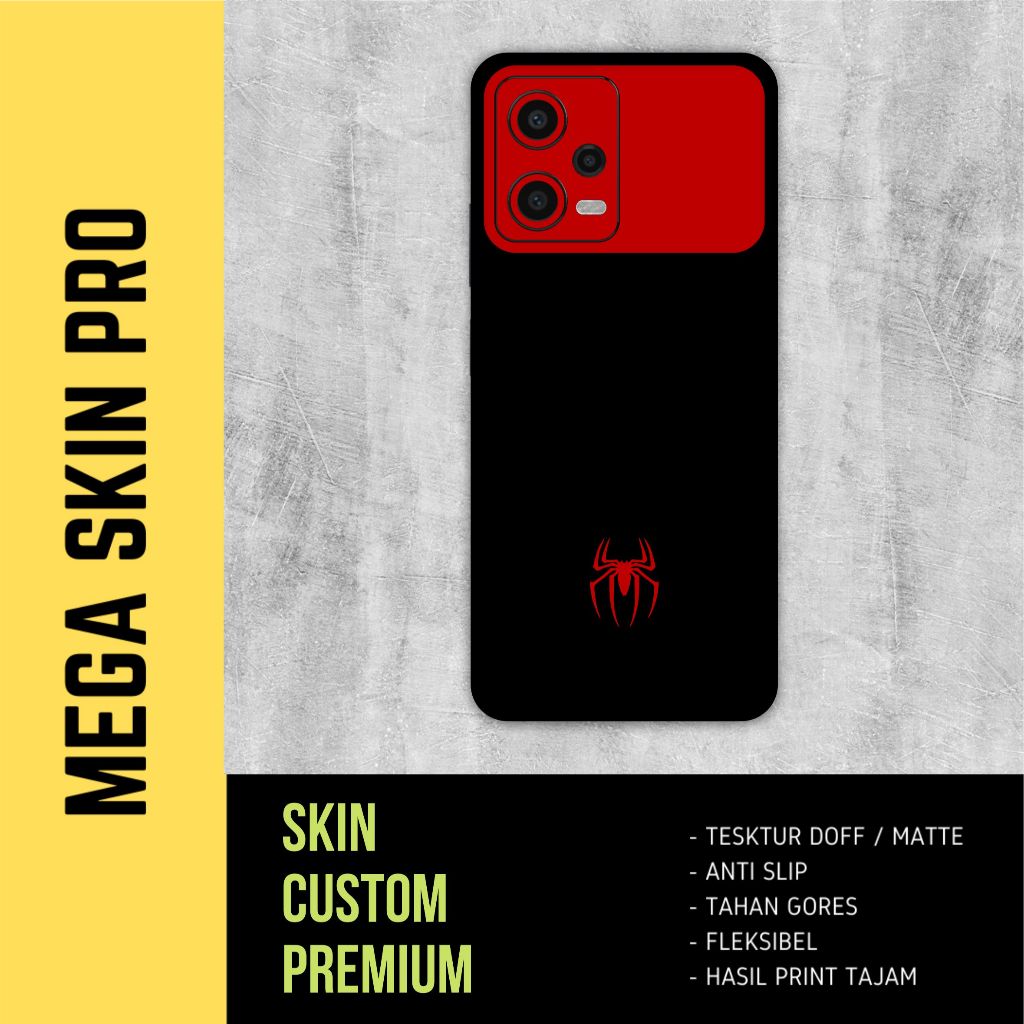 MEGA SKIN PRO
SKIN
CUSTOM
PREMIUM
- TESKTUR DOFF / MATTE
- ANTI SLIP
- TAHAN GORES
- FLEKSIBEL
- HASIL PRINT TAJAM